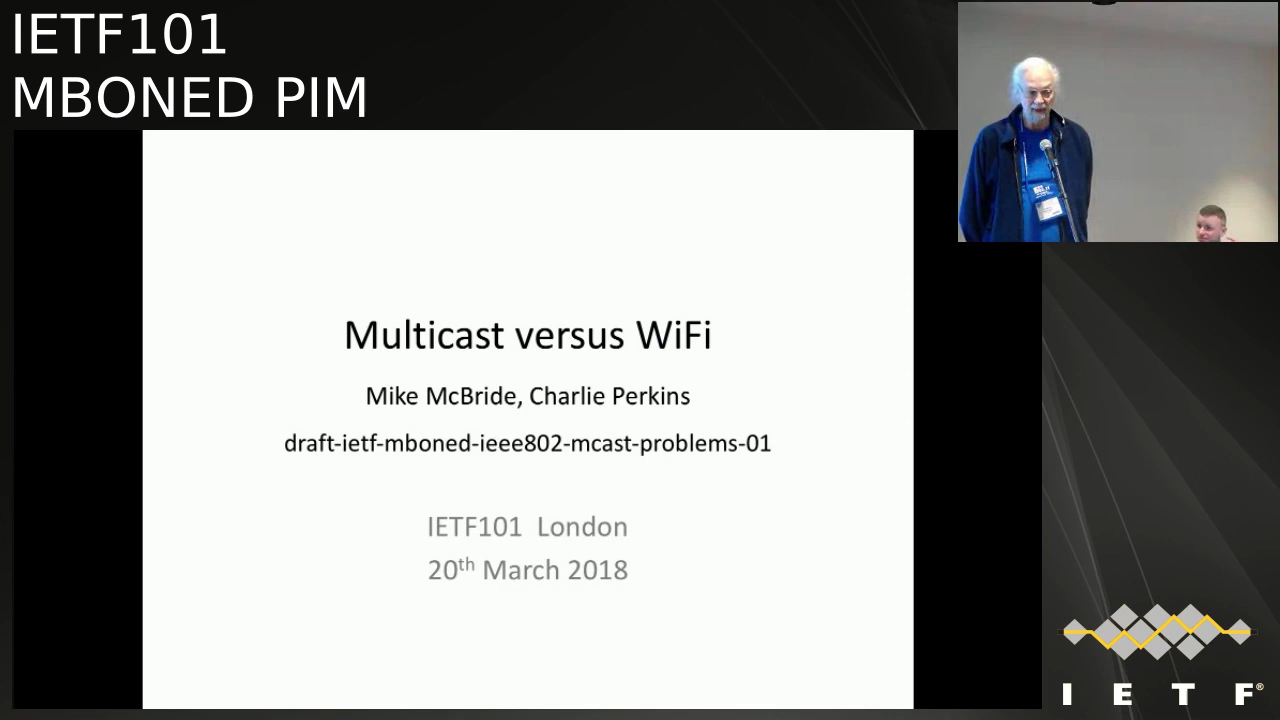 IETF101
MBONED PIM
Multicast versus WiFi
Mike McBride, Charlie Perkins
draft-ietf-mboned-ieee802-mcast-problems-01
IETF101 London
20th March 2018
I E T F®